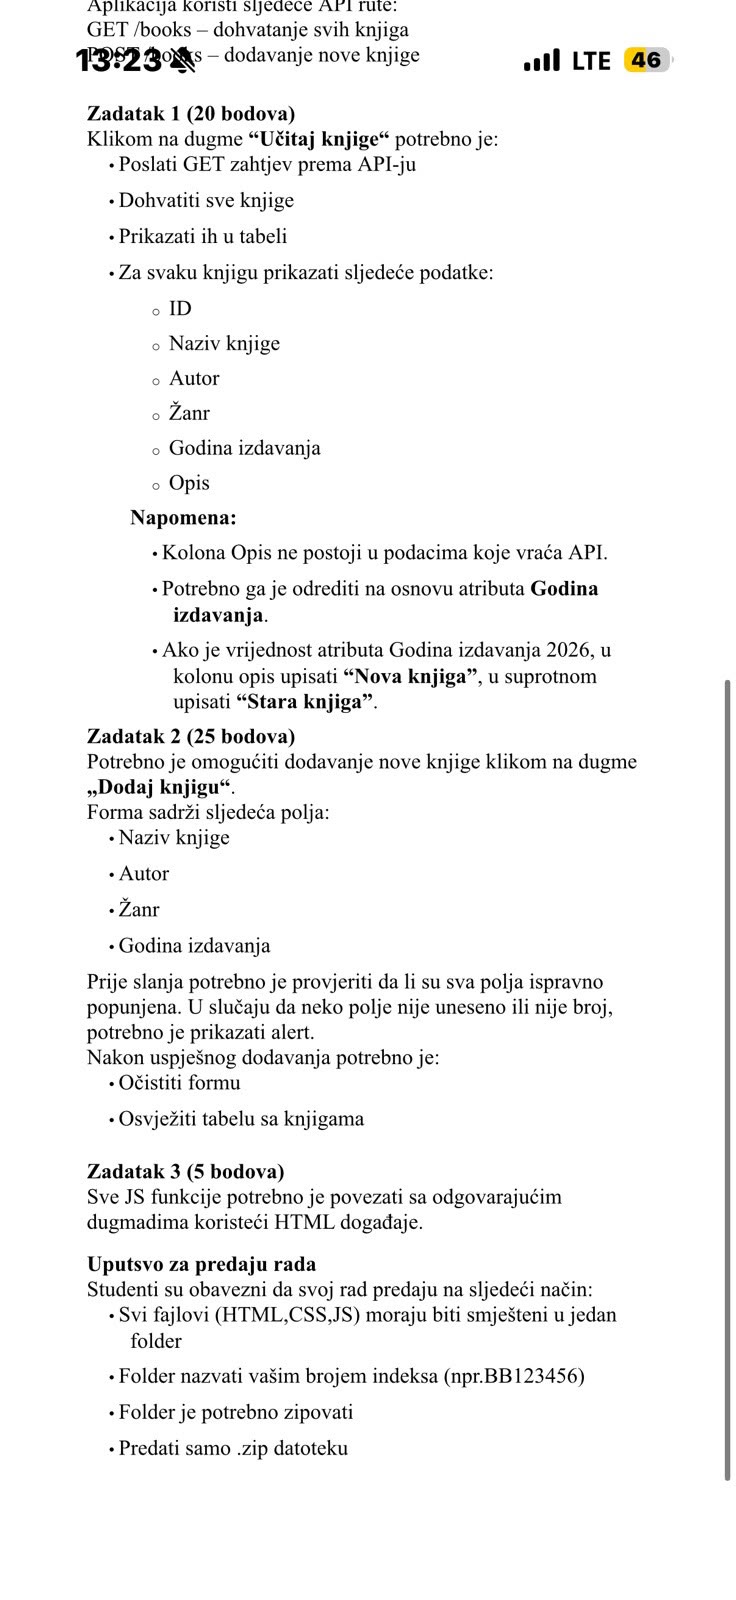 Aplikacija koristi sljedeće API rute:
GET /books – dohvatanje svih knjiga
POST /books – dodavanje nove knjige
13:23
LTE 46
Zadatak 1 (20 bodova)
Klikom na dugme “Učitaj knjige“ potrebno je:
• Poslati GET zahtjev prema API-ju
• Dohvatiti sve knjige
• Prikazati ih u tabeli
• Za svaku knjigu prikazati sljedeće podatke:
○ ID
○ Naziv knjige
○ Autor
○ Žanr
○ Godina izdavanja
○ Opis
Napomena:
• Kolona Opis ne postoji u podacima koje vraća API.
• Potrebno ga je odrediti na osnovu atributa Godina
izdavanja.
• Ako je vrijednost atributa Godina izdavanja 2026, u
kolonu opis upisati “Nova knjiga”, u suprotnom
upisati “Stara knjiga”.
Zadatak 2 (25 bodova)
Potrebno je omogućiti dodavanje nove knjige klikom na dugme
„Dodaj knjigu“.
Forma sadrži sljedeća polja:
• Naziv knjige
• Autor
• Žanr
• Godina izdavanja
Prije slanja potrebno je provjeriti da li su sva polja ispravno
popunjena. U slučaju da neko polje nije uneseno ili nije broj,
potrebno je prikazati alert.
Nakon uspješnog dodavanja potrebno je:
• Očistiti formu
• Osvježiti tabelu sa knjigama
Zadatak 3 (5 bodova)
Sve JS funkcije potrebno je povezati sa odgovarajućim
dugmadima koristeći HTML događaje.
Uputsvo za predaju rada
Studenti su obavezni da svoj rad predaju na sljedeći način:
• Svi fajlovi (HTML,CSS,JS) moraju biti smješteni u jedan
folder
• Folder nazvati vašim brojem indeksa (npr.BB123456)
• Folder je potrebno zipovati
• Predati samo .zip datoteku